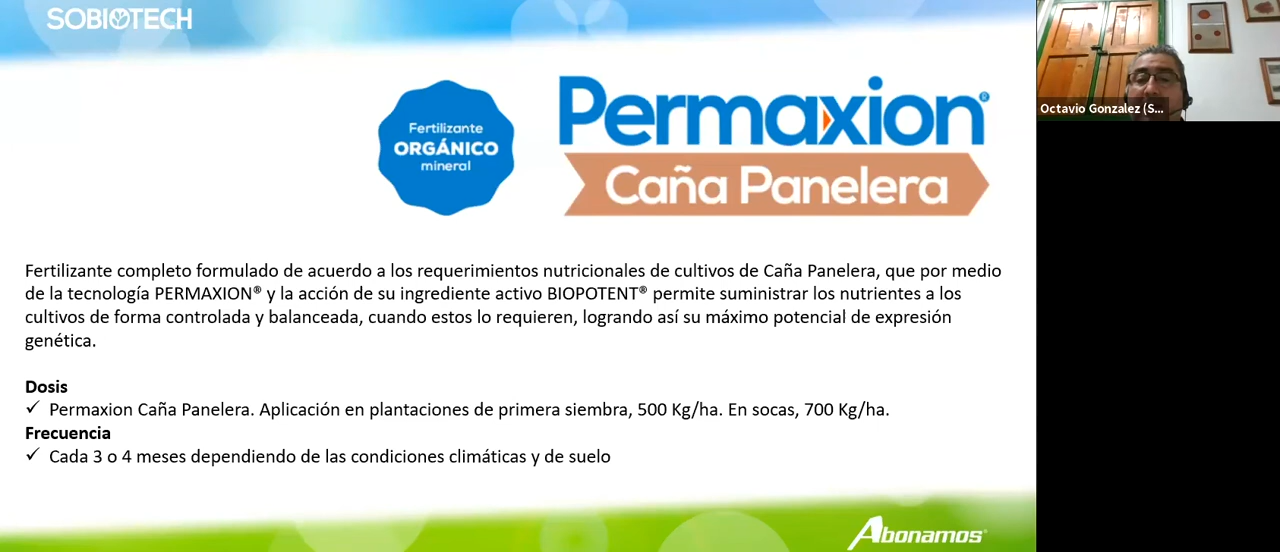 SOBIOTECH
Fertilizante
ORGÁNICO
mineral
Permaxion®
Caña Panelera
Octavio Gonzalez (S...
Fertilizante completo formulado de acuerdo a los requerimientos nutricionales de cultivos de Caña Panelera, que por medio
de la tecnología PERMAXION® y la acción de su ingrediente activo BIOPOTENT® permite suministrar los nutrientes a los
cultivos de forma controlada y balanceada, cuando estos lo requieren, logrando así su máximo potencial de expresión
genética.
Dosis
✓ Permaxion Caña Panelera. Aplicación en plantaciones de primera siembra, 500 Kg/ha. En socas, 700 Kg/ha.
Frecuencia
✓ Cada 3 o 4 meses dependiendo de las condiciones climáticas y de suelo
Abonamos®